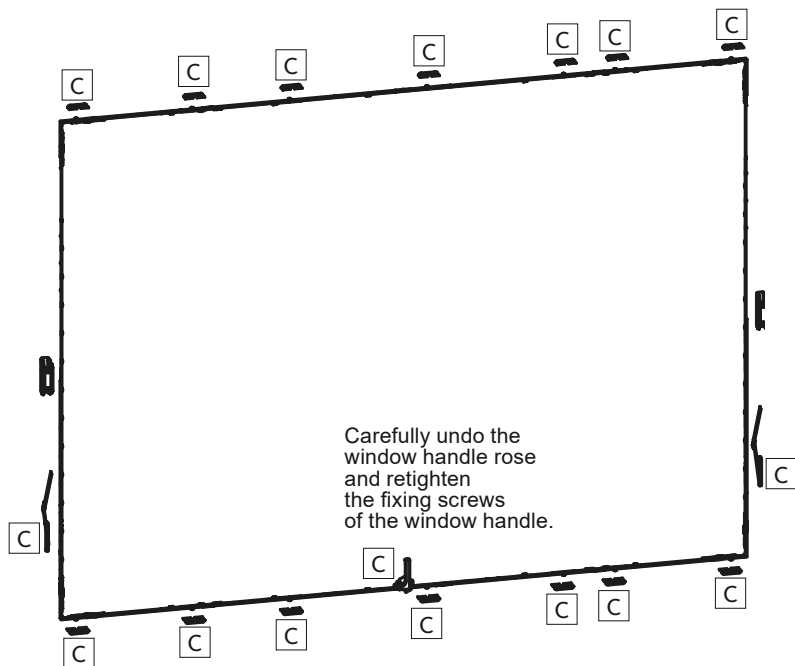 C
C
C
C
C
C
C
Carefully undo the
window handle rose
and retighten
the fixing screws
of the window handle.
C
C
C
C
C
C
C
C
C
C